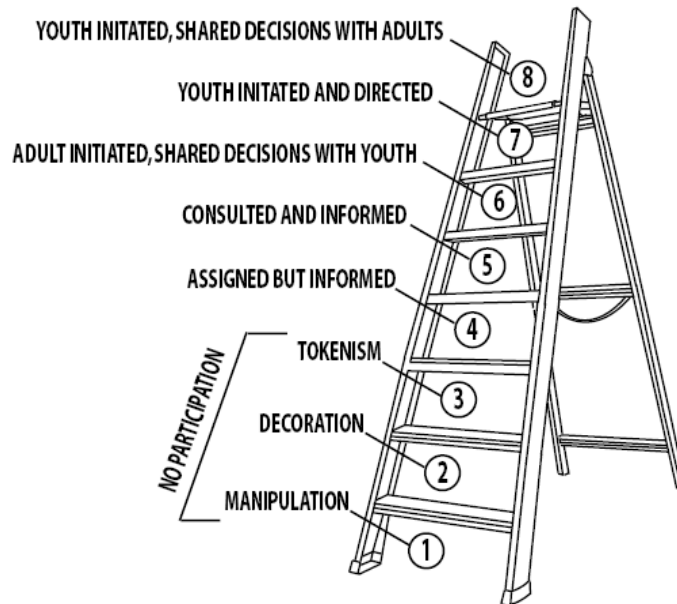 YOUTH INITATED, SHARED DECISIONS WITH ADULTS
8
YOUTH INITATED AND DIRECTED
7
ADULT INITIATED, SHARED DECISIONS WITH YOUTH
6
CONSULTED AND INFORMED
5
ASSIGNED BUT INFORMED
4
TOKENISM
3
DECORATION
2
MANIPULATION
1
NO PARTICIPATION